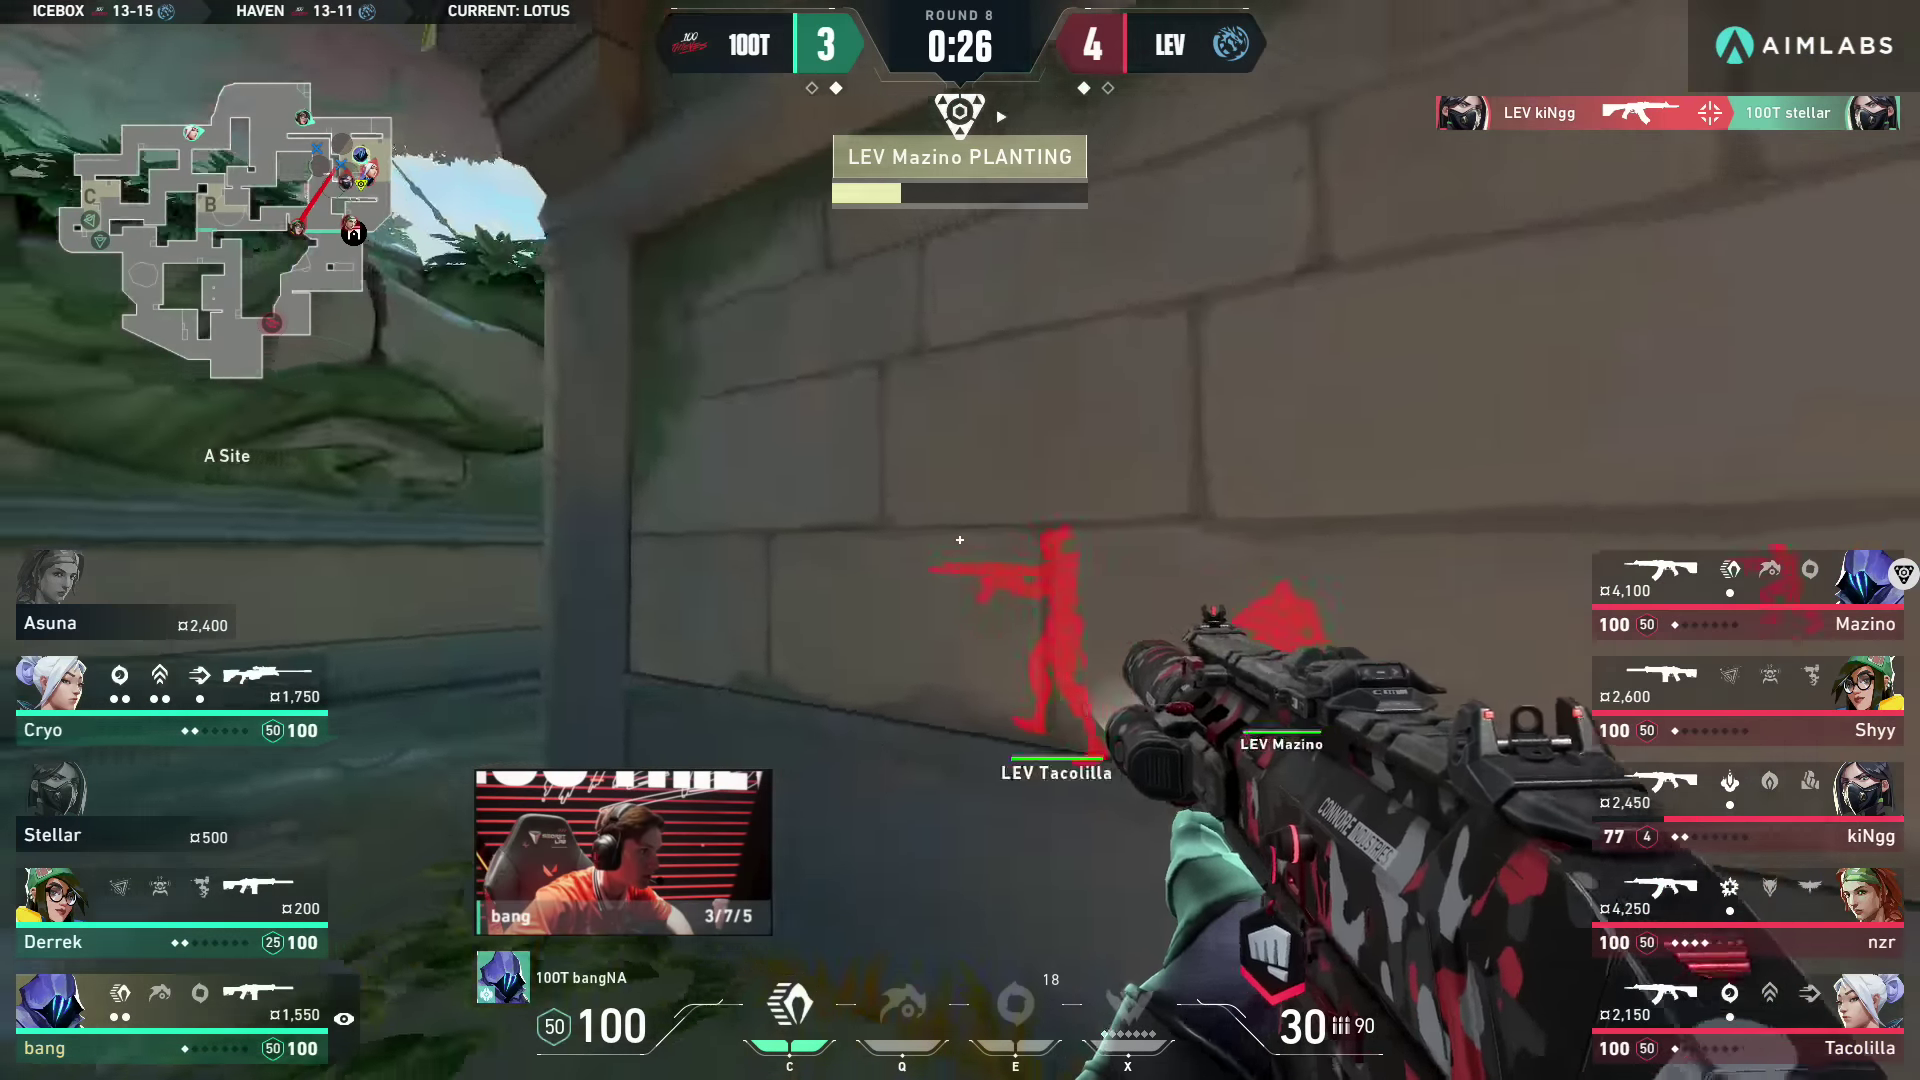 ICEBOX 13-15 HAVEN 13-11 CURRENT: LOTUS
100T 3 ROUND 8 0:26 4 LEV
AIMLABS
LEV kiNgg 100T stellar
LEV Mazino PLANTING
C
B
A Site
Asuna ¤2,400
¤1,750
Cryo 50 100
Stellar ¤500
¤200
Derrek 25 100
¤1,550
bang 50 100
LEV Tacolilla
LEV Mazino
CONNORE INDUSTRIES
bang 3/7/5
100T bangNA
50 100
18
C Q E X
30 90
¤4,100
100 50 Mazino
¤2,600
100 50 Shyy
¤2,450
77 4 kiNgg
¤4,250
100 50 nzr
¤2,150
100 50 Tacolilla